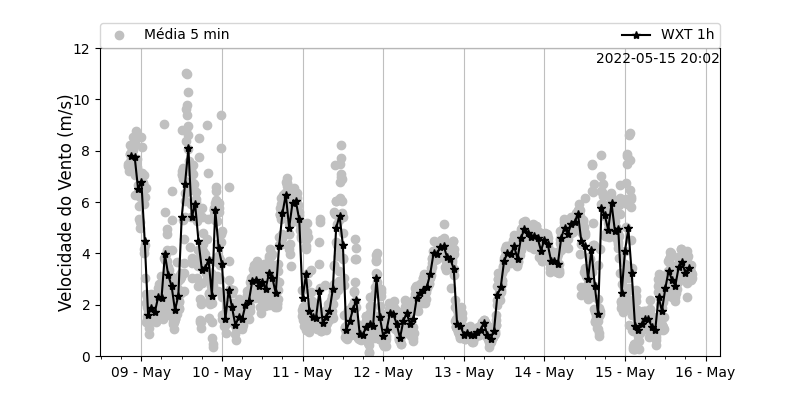 Média 5 min
WXT 1h
2022-05-15 20:02
Velocidade do Vento (m/s)
12
10
8
6
4
2
0
09 - May
10 - May
11 - May
12 - May
13 - May
14 - May
15 - May
16 - May